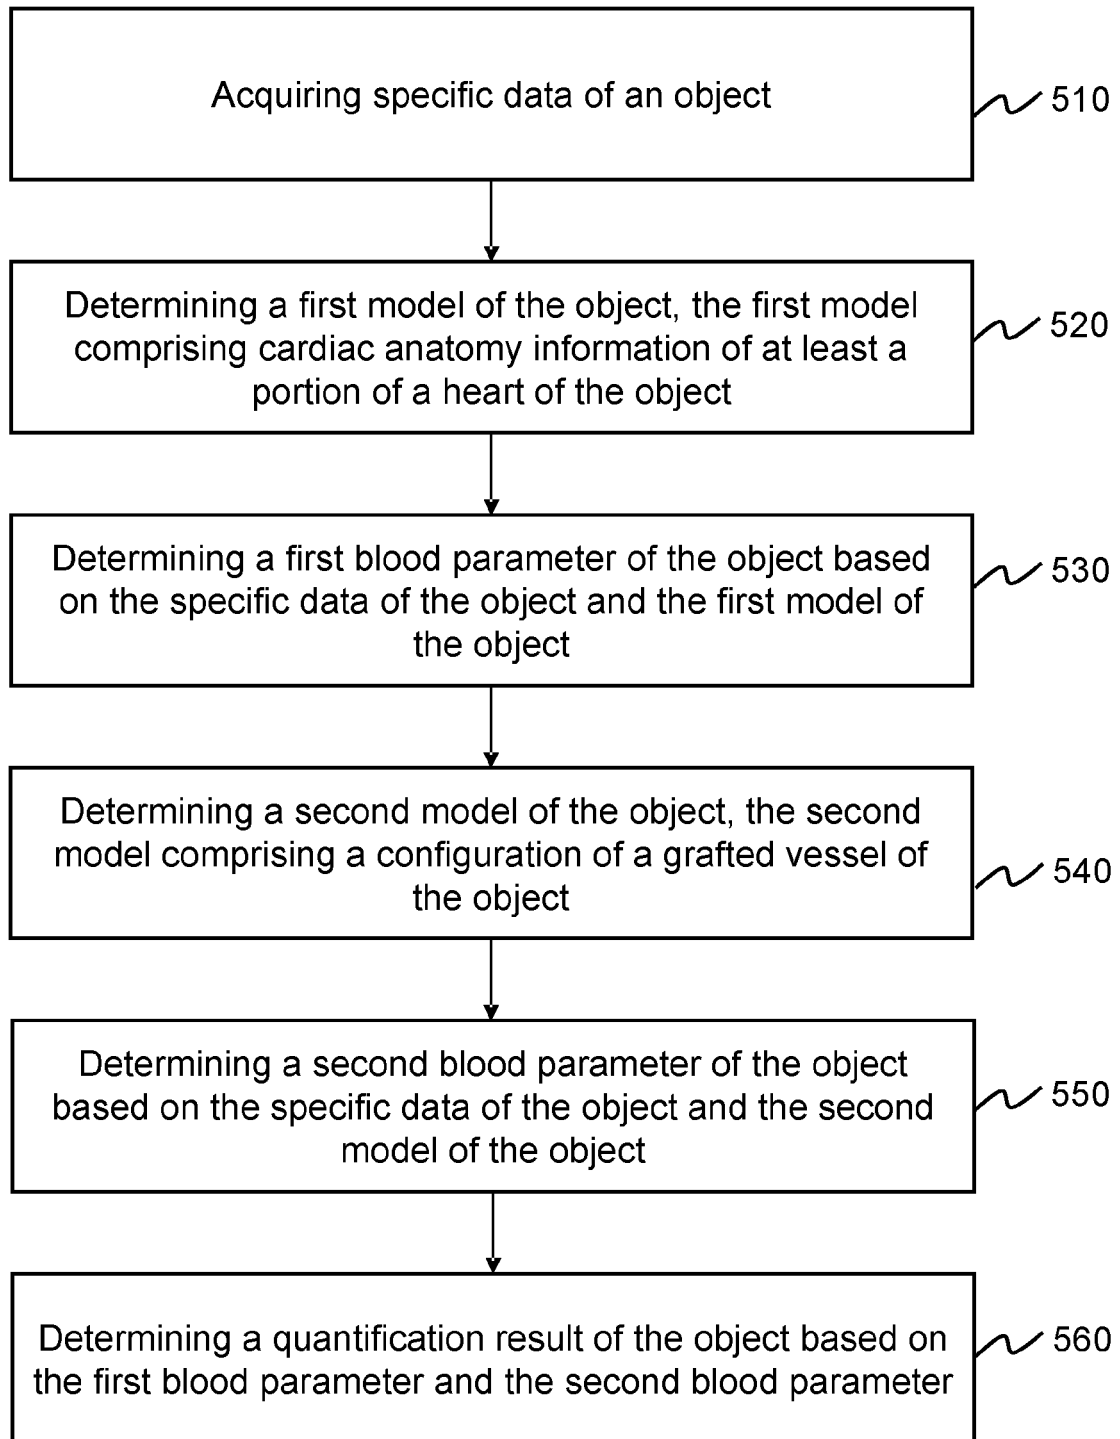 Acquiring specific data of an object
510
Determining a first model of the object, the first model
comprising cardiac anatomy information of at least a
portion of a heart of the object
520
Determining a first blood parameter of the object based
on the specific data of the object and the first model of
the object
530
Determining a second model of the object, the second
model comprising a configuration of a grafted vessel of
the object
540
Determining a second blood parameter of the object
based on the specific data of the object and the second
model of the object
550
Determining a quantification result of the object based on
the first blood parameter and the second blood parameter
560